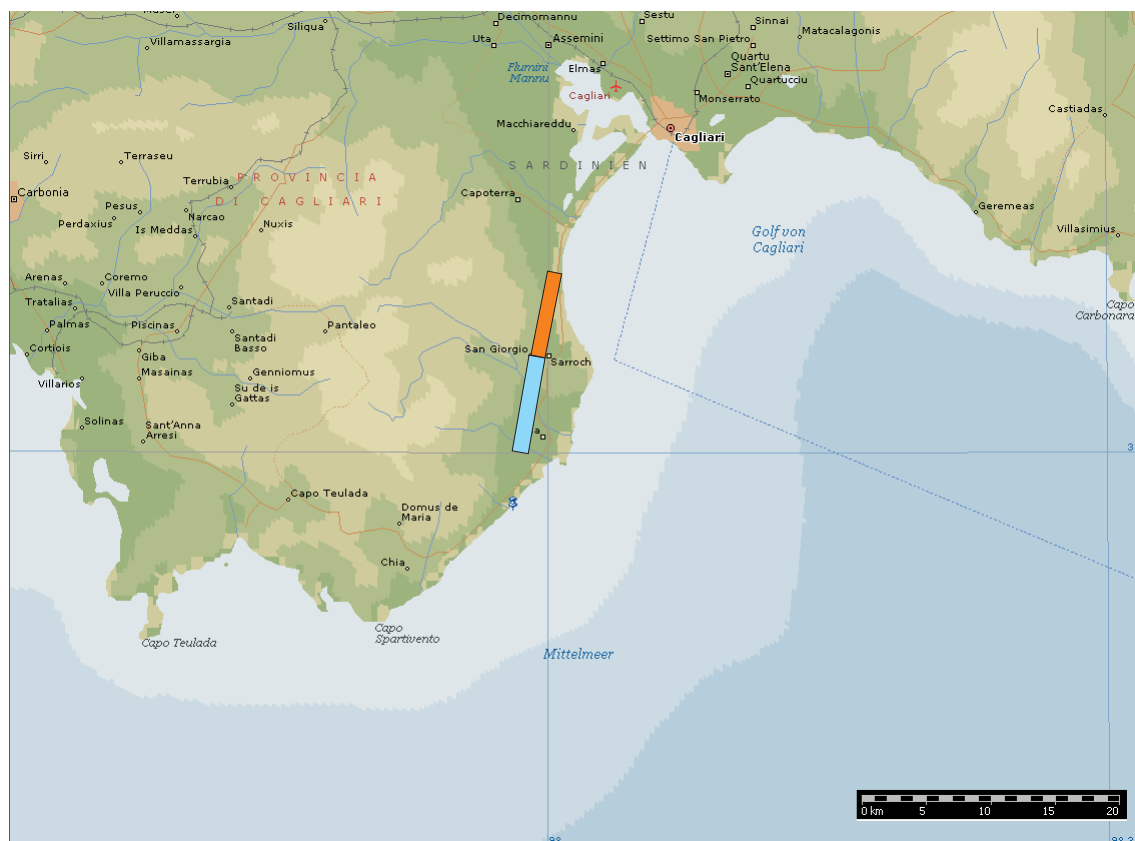 Siliqua
Villamassargia
Decimomannu
Uta
Assemini
Sestu
Settimo San Pietro
Sinnai
Matacalagonis
Quartu
Sant'Elena
Quartucciu
Flumini
Mannu
Elmas
Cagliari
Monserrato
Macchiareddu
Cagliari
Castiadas
SARDINIEN
Sirri
Terraseu
PROVINCIA
DI CAGLIARI
Terrubia
Carbonia
Capoterra
Pesus
Perdaxius
Narcao
Is Meddas
Nuxis
Geremeas
Villasimius
Golf von
Cagliari
Arenas
Coremo
Villa Peruccio
Tratalias
Santadi
Capo
Carbonara
Palmas
Piscinas
Santadi
Basso
Pantaleo
Cortiois
Giba
San Giorgio
Sarroch
Villarios
Masainas
Genniomus
Su de is
Gattas
Solinas
Sant'Anna
Arresi
a
3
Capo Teulada
Domus de
Maria
Chia
Capo Teulada
Capo
Spartivento
Mittelmeer
0 km 5 10 15 20